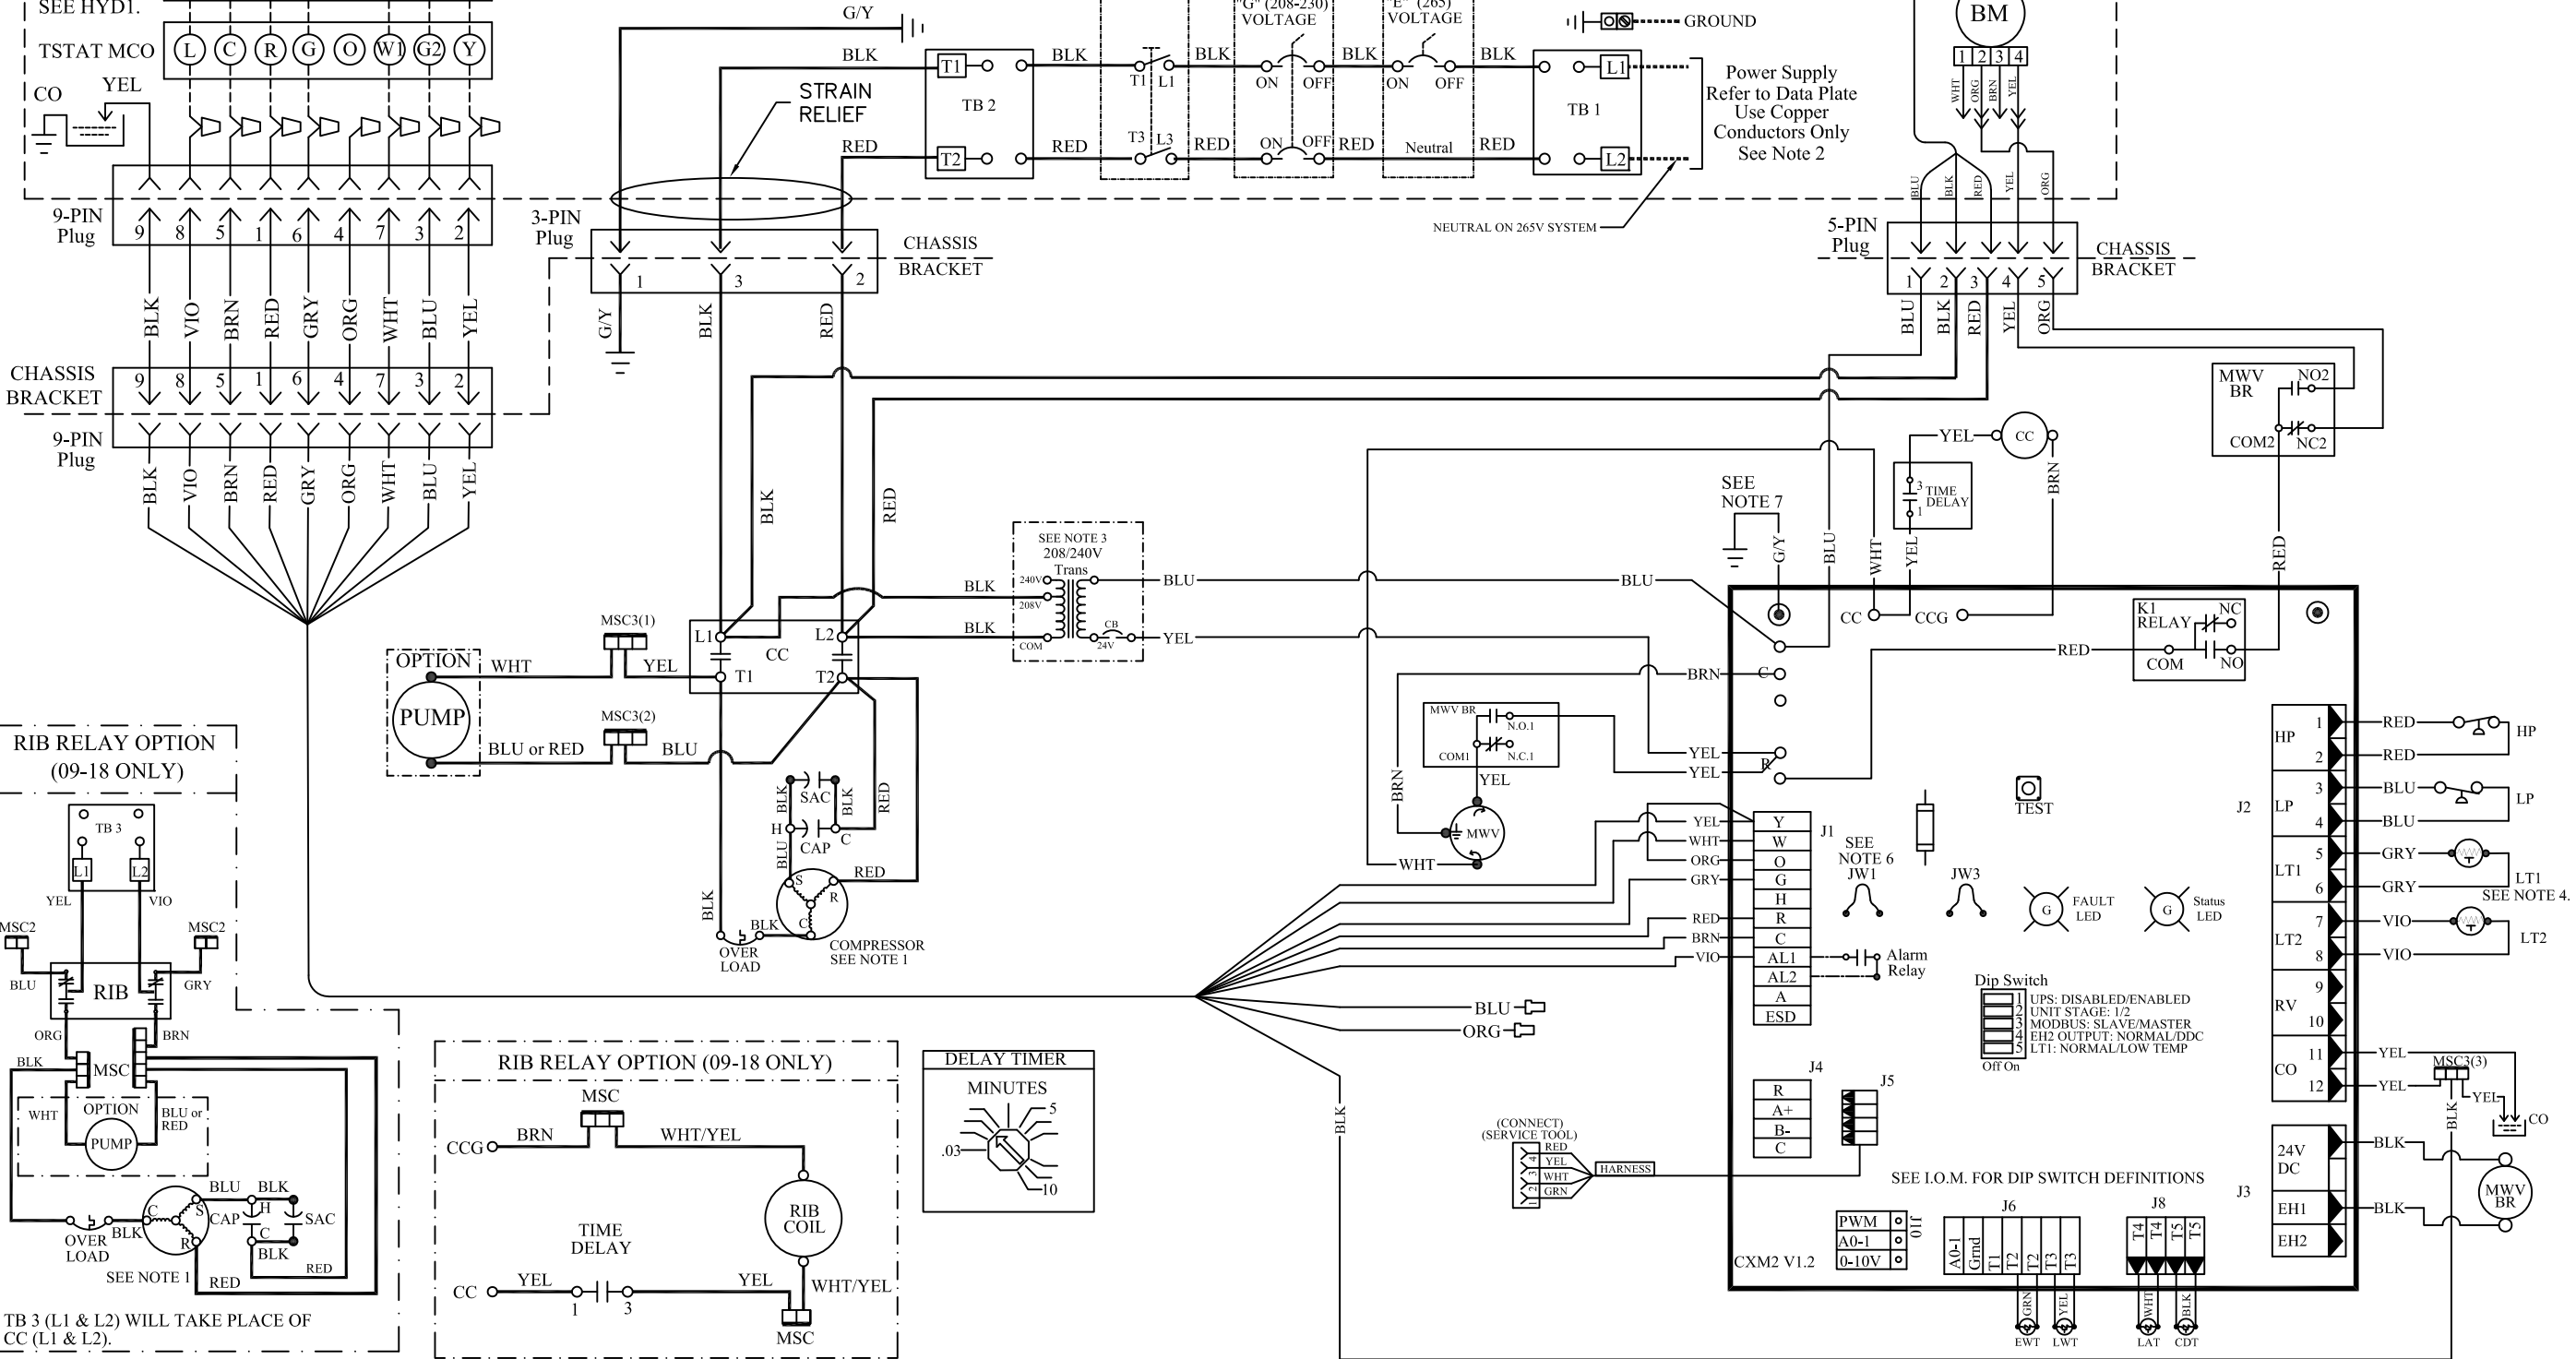 SEE HYD1.
TSTAT MCO
L C R G O W1 G2 Y
CO
YEL
9-PIN
Plug
9 8 5 1 6 4 7 3 2
BLK VIO BRN RED GRY ORG WHT BLU YEL
CHASSIS
BRACKET
9 8 5 1 6 4 7 3 2
9-PIN
Plug
BLK VIO BRN RED GRY ORG WHT BLU YEL
G/Y
BLK
RED
STRAIN
RELIEF
T1
TB 2
T2
BLK
RED
T1 L1
T3 L3
BLK
RED
"G" (208-230)
VOLTAGE
ON OFF
ON OFF
BLK
RED
"E" (265)
VOLTAGE
ON OFF
Neutral
BLK
RED
TB 1
L1
L2
GROUND
Power Supply
Refer to Data Plate
Use Copper
Conductors Only
See Note 2
NEUTRAL ON 265V SYSTEM
3-PIN
Plug
1 3 2
CHASSIS
BRACKET
G/Y
BLK
RED
BM
1 2 3 4
WHT ORG BRN YEL
BLU BLK RED YEL ORG
5-PIN
Plug
1 2 3 4 5
CHASSIS
BRACKET
BLU BLK RED YEL ORG
MWV
BR
NO2
COM2
NC2
RED
YEL
CC
BRN
3
TIME
DELAY
1
YEL
WHT
BLU
SEE
NOTE 7
G/Y
BLK
RED
SEE NOTE 3
208/240V
Trans
240V
208V
COM
CB
24V
BLK
BLK
BLU
BLU
YEL
OPTION
PUMP
WHT
MSC3(1)
YEL
BLU or RED
MSC3(2)
BLU
L1
L2
CC
T1
T2
BLK
SAC
BLK
RED
H
CAP
C
BLU
S
R
C
RED
BLK
BLK
OVER
LOAD
COMPRESSOR
SEE NOTE 1
RIB RELAY OPTION
(09-18 ONLY)
TB 3
L1
L2
YEL
VIO
MSC2
MSC2
BLU
RIB
GRY
ORG
BRN
BLK
MSC
WHT
OPTION
PUMP
BLU or
RED
BLU
BLK
C
S
R
CAP
H
C
SAC
BLK
OVER
LOAD
BLK
RED
SEE NOTE 1
RED
TB 3 (L1 & L2) WILL TAKE PLACE OF
CC (L1 & L2).
RIB RELAY OPTION (09-18 ONLY)
MSC
CCG
BRN
WHT/YEL
RIB
COIL
TIME
DELAY
CC
YEL
1 3
YEL
WHT/YEL
MSC
DELAY TIMER
MINUTES
5
.03
10
BRN
C
MWV BR
N.O.1
COM1
N.C.1
YEL
BRN
MWV
WHT
YEL
YEL
R
CC
CCG
K1
RELAY
NC
COM
NO
RED
YEL
WHT
ORG
GRY
RED
BRN
VIO
J1
Y
W
O
G
H
R
C
AL1
AL2
A
ESD
SEE
NOTE 6
JW1
JW3
Alarm
Relay
BLU
ORG
BLK
TEST
G
FAULT
LED
G
Status
LED
Dip Switch
1 UPS: DISABLED/ENABLED
2 UNIT STAGE: 1/2
3 MODBUS: SLAVE/MASTER
4 EH2 OUTPUT: NORMAL/DDC
5 LT1: NORMAL/LOW TEMP
Off On
J4
R
A+
B-
C
J5
(CONNECT)
(SERVICE TOOL)
4 RED
3 YEL
2 WHT
1 GRN
HARNESS
SEE I.O.M. FOR DIP SWITCH DEFINITIONS
CXM2 V1.2
PWM
A0-1
0-10V
J10
J6
A0-1 Grnd T1 T2 T2 T3 T3
GRN YEL
EWT LWT
J8
T4 T4 T5 T5
WHT BLK
LAT CDT
J2
HP
1 RED
2 RED
HP
LP
3 BLU
4 BLU
LP
LT1
5 GRY
6 GRY
LT1
SEE NOTE 4.
LT2
7 VIO
8 VIO
LT2
RV
9
10
CO
11 YEL
12 YEL
MSC3(3)
YEL
BLK
CO
J3
24V
DC
BLK
EH1
BLK
EH2
MWV
BR